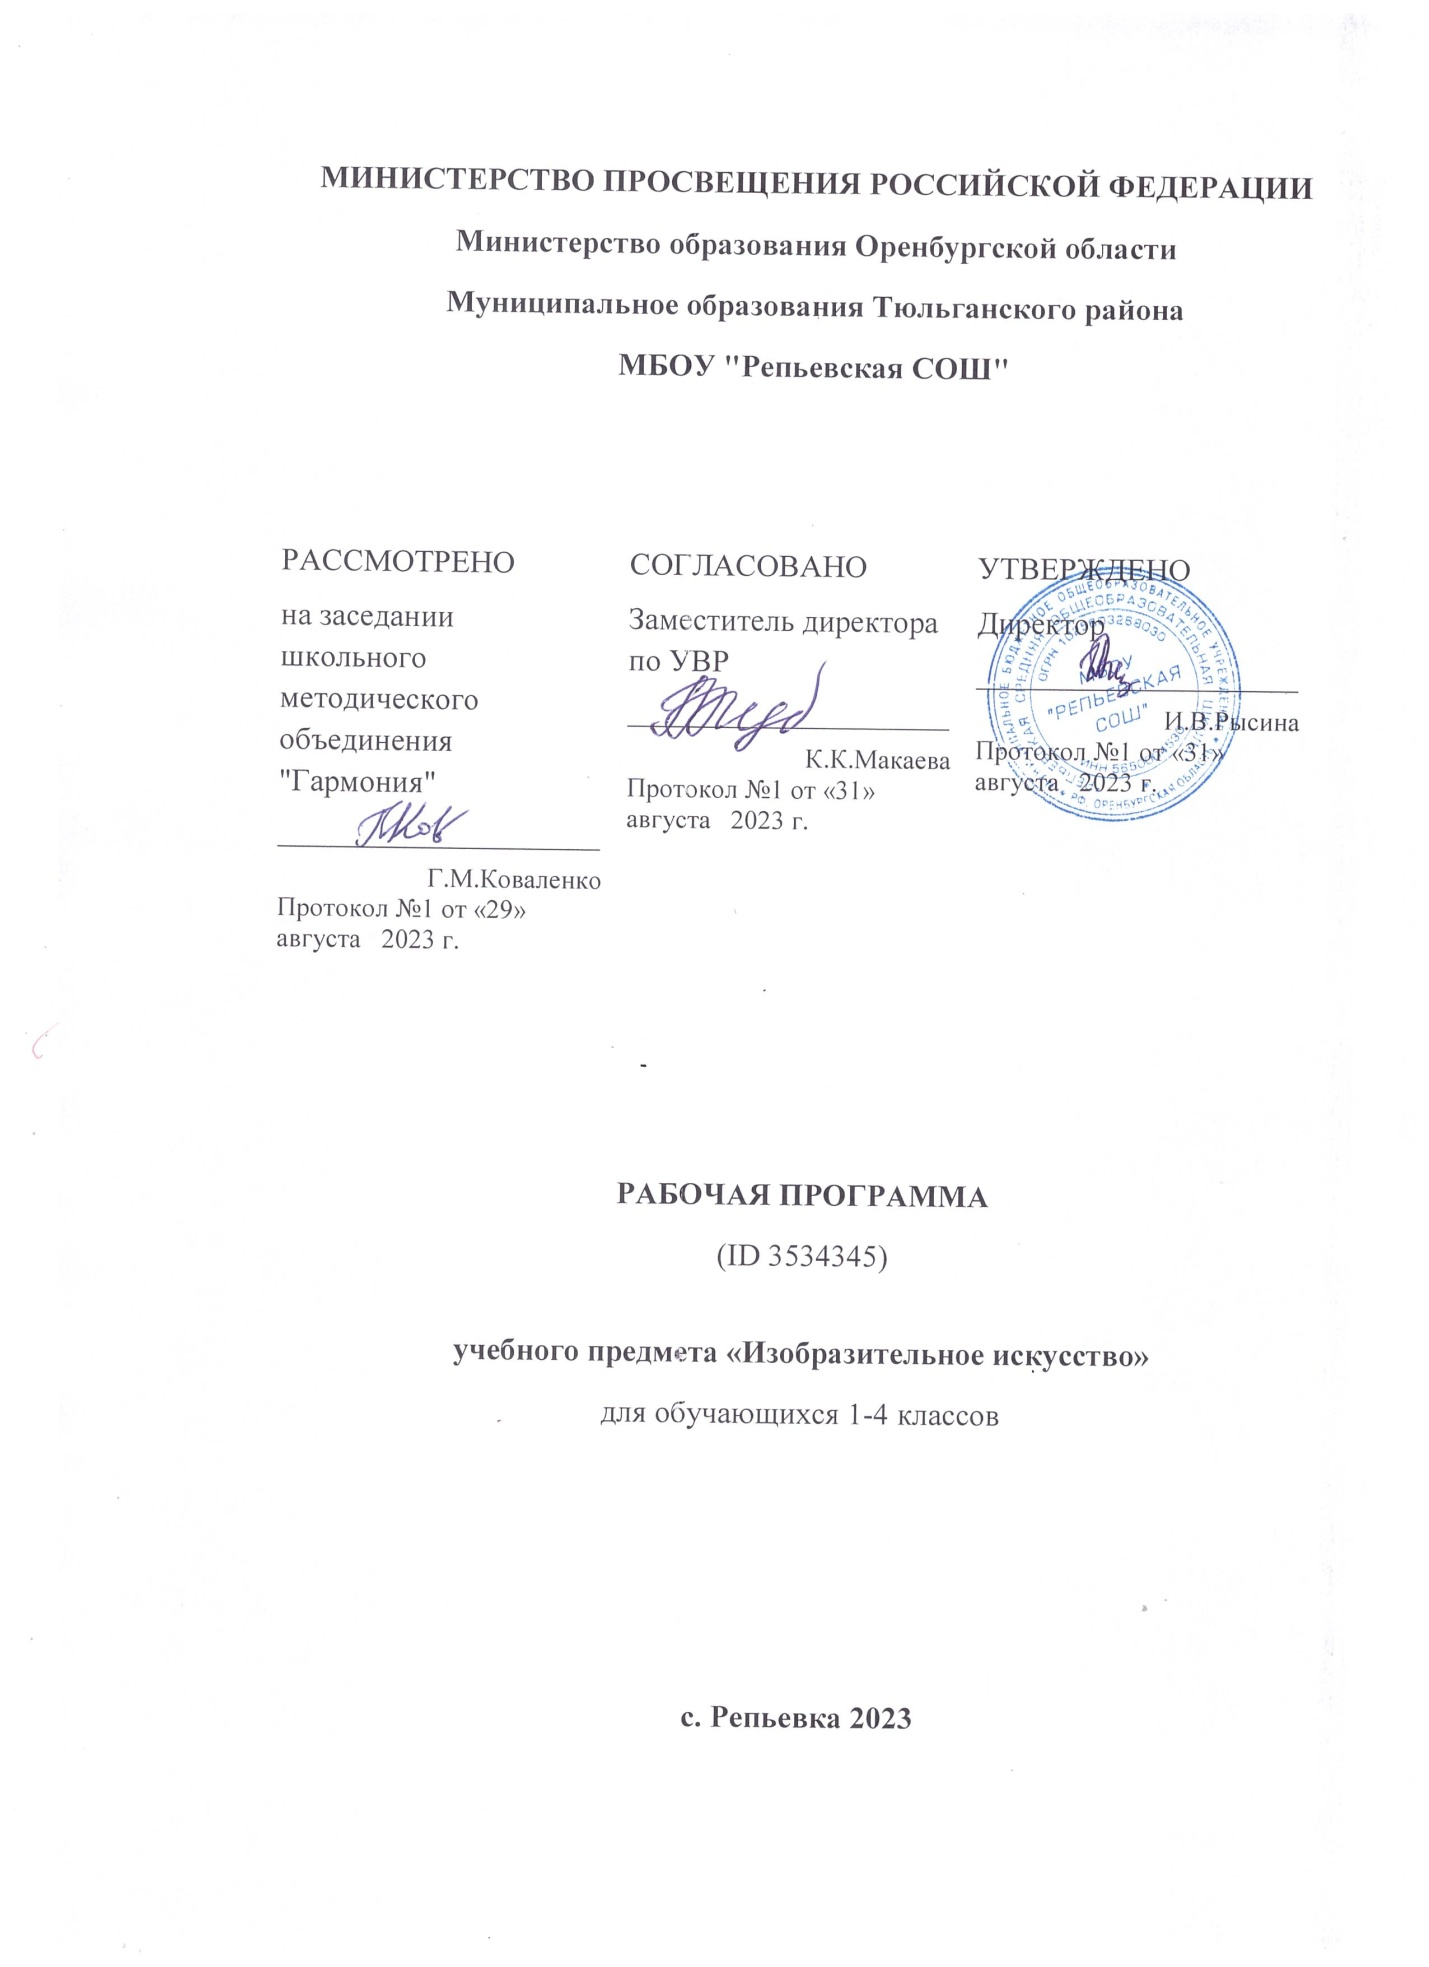 МИНИСТЕРСТВО ПРОСВЕЩЕНИЯ РОССИЙСКОЙ ФЕДЕРАЦИИ
Министерство образования Оренбургской области
Муниципальное образования Тюльганского района
МБОУ "Репьевская СОШ"
РАССМОТРЕНО
на заседании
школьного
методического
объединения
"Гармония"
Г.М.Коваленко
Протокол №1 от «29»
августа 2023 г.
СОГЛАСОВАНО
Заместитель директора
по УВР
К.К.Макаева
Протокол №1 от «31»
августа 2023 г.
УТВЕРЖДЕНО
Директор
И.В.Рысина
Протокол №1 от «31»
августа 2023 г.
"РЕПЬЕВСКАЯ
СОШ"
РАБОЧАЯ ПРОГРАММА
(ID 3534345)
учебного предмета «Изобразительное искусство»
для обучающихся 1-4 классов
с. Репьевка 2023